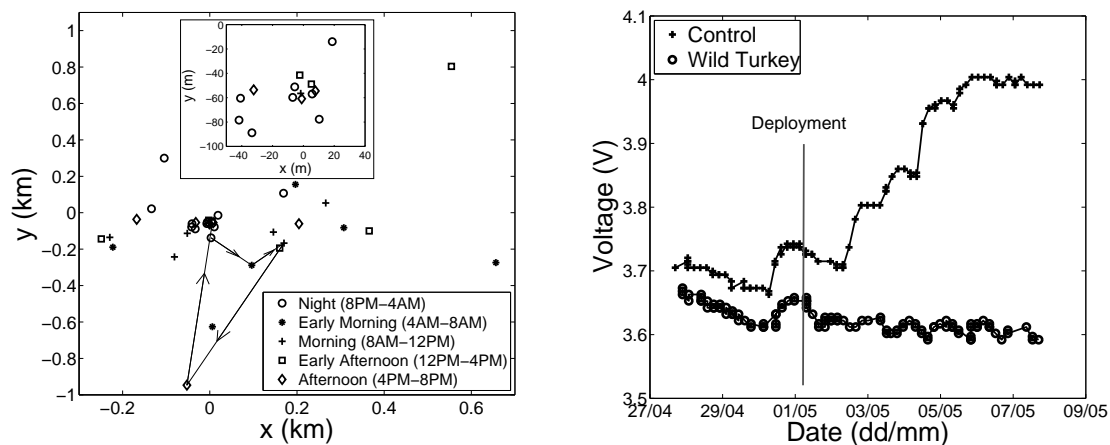 1
0.8
0.6
0.4
0.2
0
−0.2
−0.4
−0.6
−0.8
−1
y (km)
−0.2 0 0.2 0.4 0.6
x (km)
0
−20
−40
−60
−80
−100
y (m)
−40 −20 0 20 40
x (m)
Night (8PM−4AM)
Early Morning (4AM−8AM)
Morning (8AM−12PM)
Early Afternoon (12PM−4PM)
Afternoon (4PM−8PM)
4.1
4
3.9
3.8
3.7
3.6
3.5
Voltage (V)
Control
Wild Turkey
Deployment
27/04 29/04 01/05 03/05 05/05 07/05 09/05
Date (dd/mm)